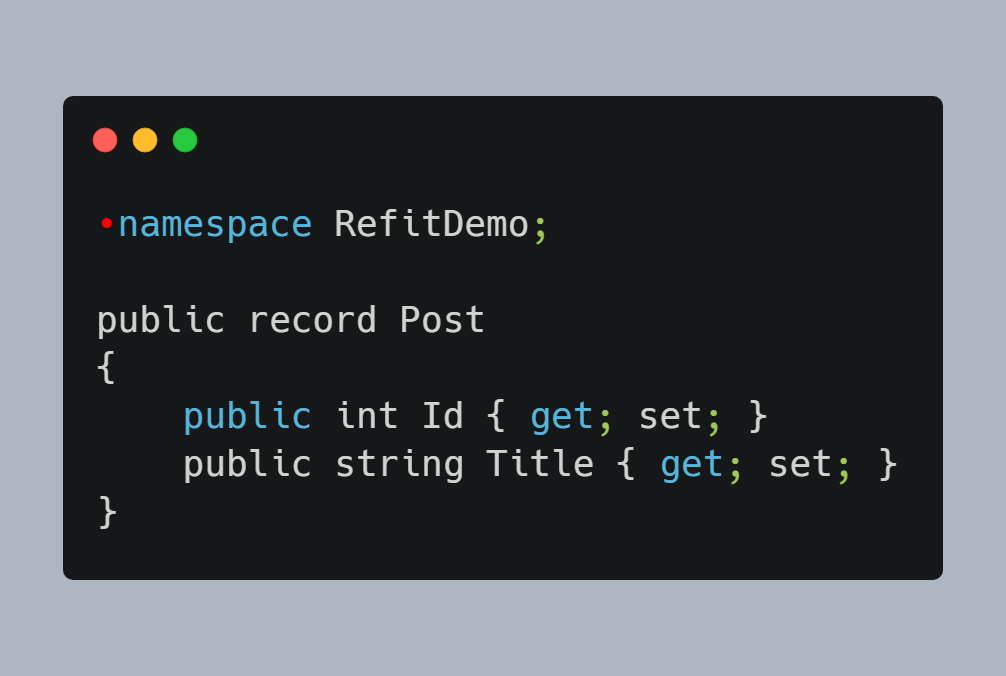 •namespace RefitDemo;

public record Post
{
    public int Id { get; set; }
    public string Title { get; set; }
}